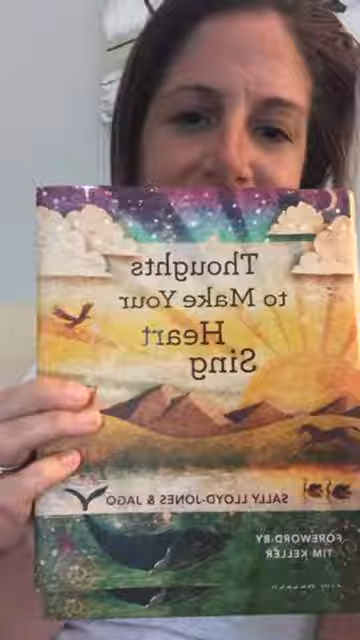 Thoughts
to Make Your
Heart
Sing
SALLY LLOYD-JONES & JAGO
FOREWORD BY
TIM KELLER